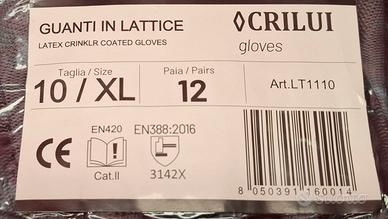 GUANTI IN LATTICE
LATEX CRINKLR COATED GLOVES
◊CRILUI
gloves
Taglia / Size
10 / XL
Paia / Pairs
12
Art.LT1110
CE
EN420
Cat.II
EN388:2016
3142X
8 050391 160014
subito